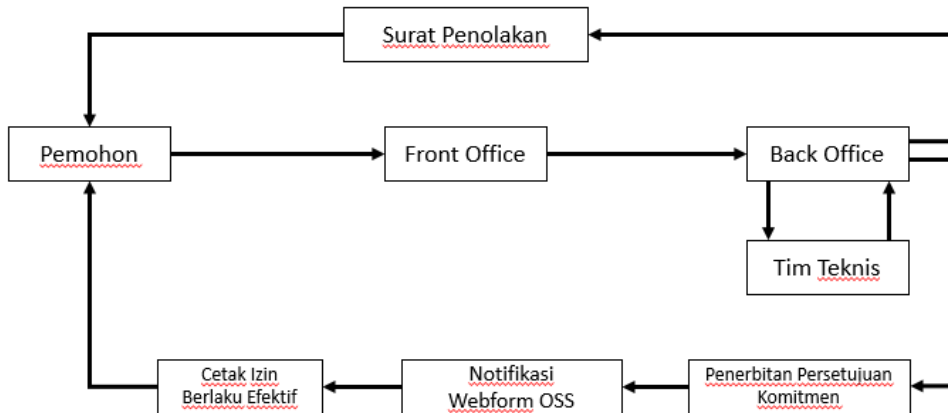 Surat Penolakan
Pemohon
Front Office
Back Office
Tim Teknis
Cetak Izin
Berlaku Efektif
Notifikasi
Webform OSS
Penerbitan Persetujuan
Komitmen